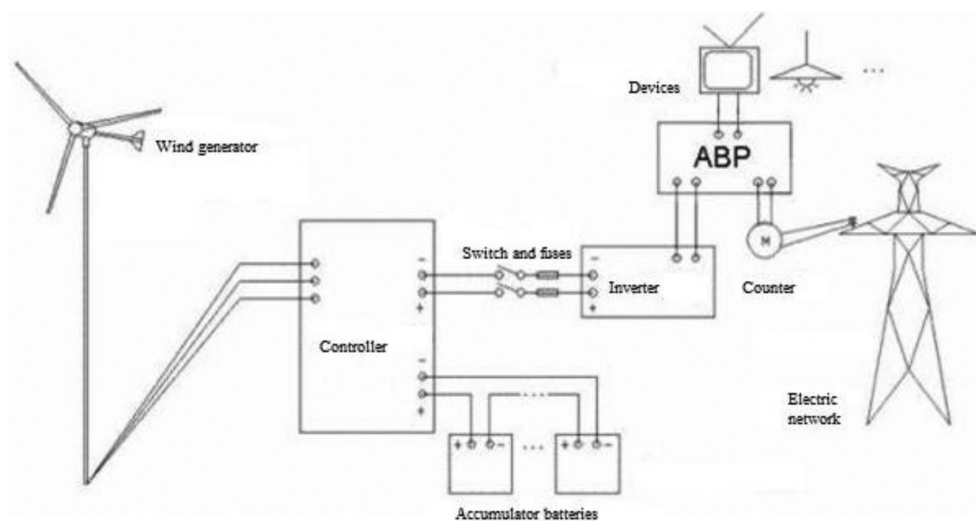 Devices
...
ABP
Wind generator
Switch and fuses
-
-
M
Inverter
Counter
+
+
Controller
-
Electric
network
+
...
+ - ... + -
Accumulator batteries